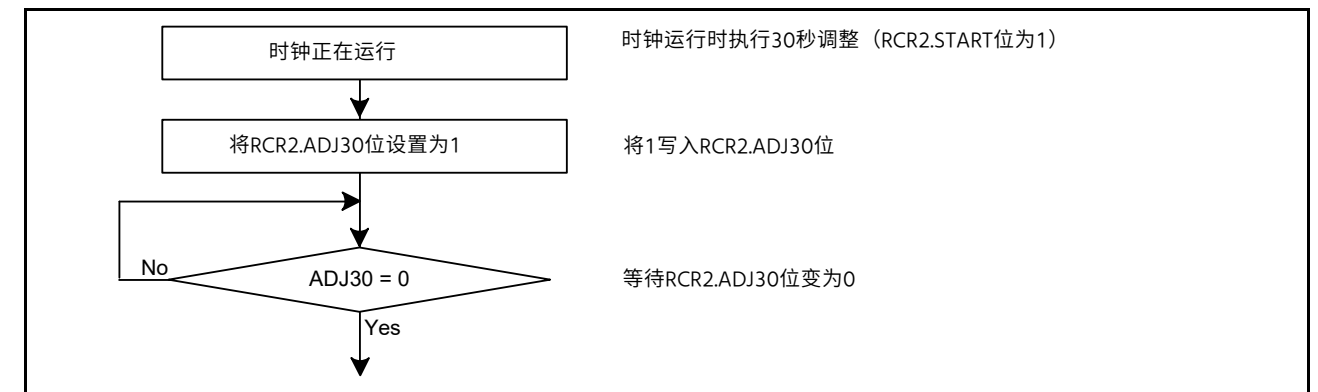 时钟正在运行
时钟运行时执行30秒调整（RCR2.START位为1）
将RCR2.ADJ30位设置为1
将1写入RCR2.ADJ30位
No
ADJ30 = 0
等待RCR2.ADJ30位变为0
Yes